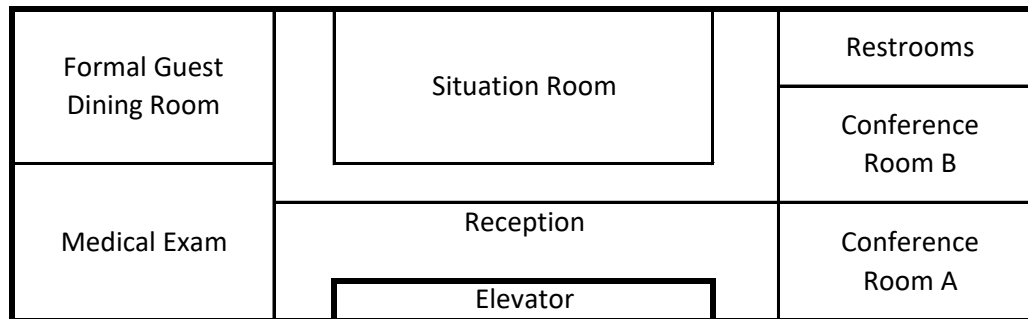 Formal Guest
Dining Room
Situation Room
Restrooms
Conference
Room B
Medical Exam
Reception
Conference
Room A
Elevator